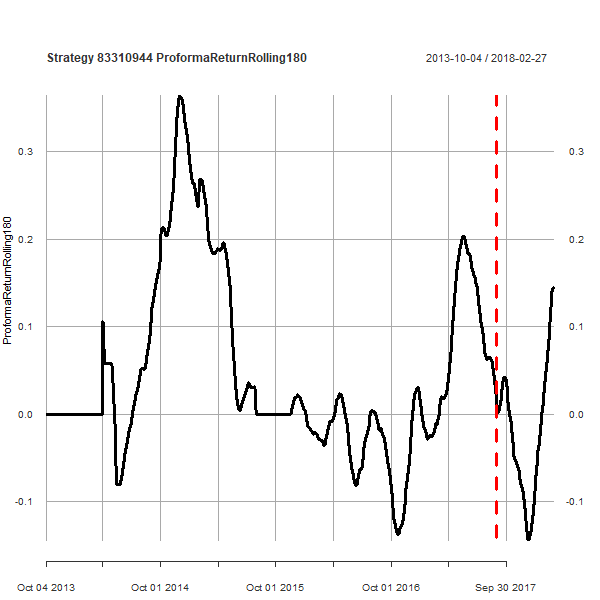 Strategy 83310944 ProformaReturnRolling180 2013-10-04 / 2018-02-27
ProformaReturnRolling180
0.3 0.3
0.2 0.2
0.1 0.1
0.0 0.0
-0.1 -0.1
Oct 04 2013 Oct 01 2014 Oct 01 2015 Oct 01 2016 Sep 30 2017